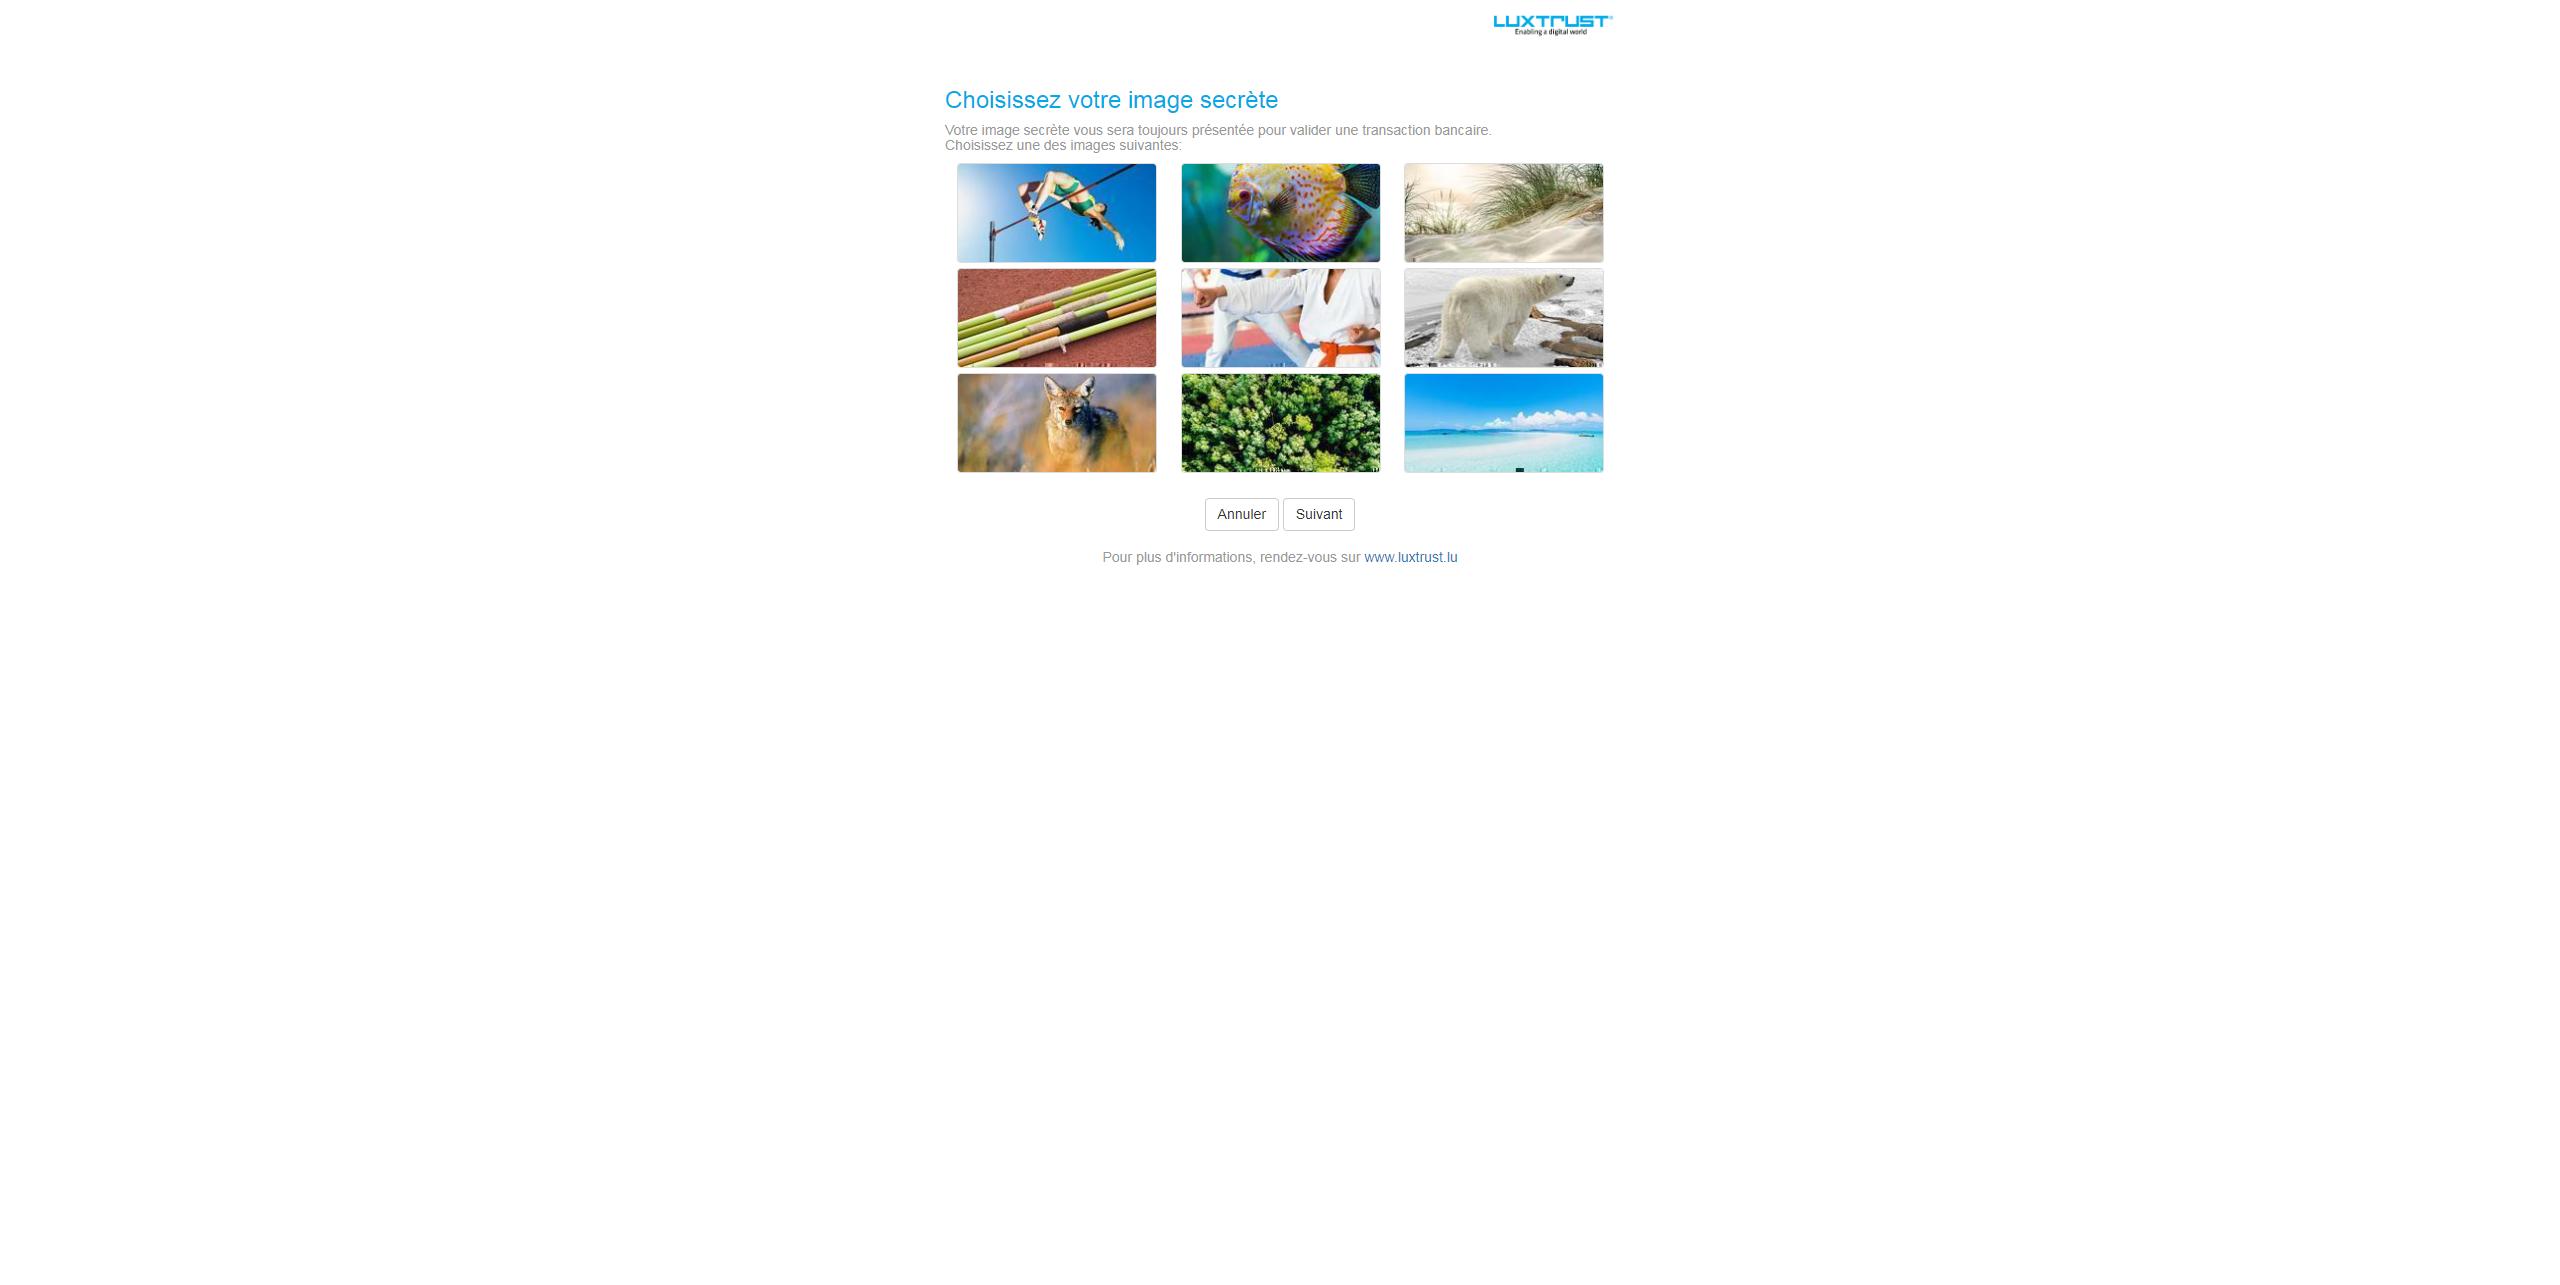 LUXTRUST
Enabling a digital world
Choisissez votre image secrète
Votre image secrète vous sera toujours présentée pour valider une transaction bancaire.
Choisissez une des images suivantes:
Annuler Suivant
Pour plus d'informations, rendez-vous sur www.luxtrust.lu